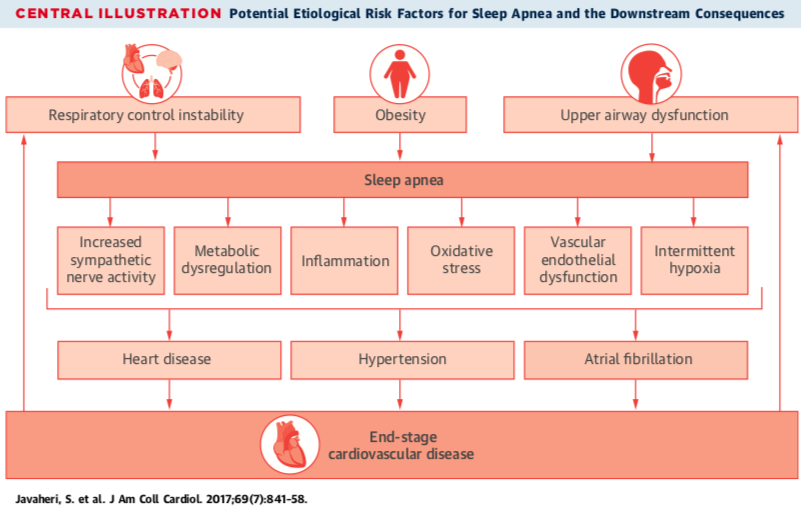 CENTRAL ILLUSTRATION Potential Etiological Risk Factors for Sleep Apnea and the Downstream Consequences
Respiratory control instability
Obesity
Upper airway dysfunction
Sleep apnea
Increased
sympathetic
nerve activity
Metabolic
dysregulation
Inflammation
Oxidative
stress
Vascular
endothelial
dysfunction
Intermittent
hypoxia
Heart disease
Hypertension
Atrial fibrillation
End-stage
cardiovascular disease
Javaheri, S. et al. J Am Coll Cardiol. 2017;69(7):841-58.